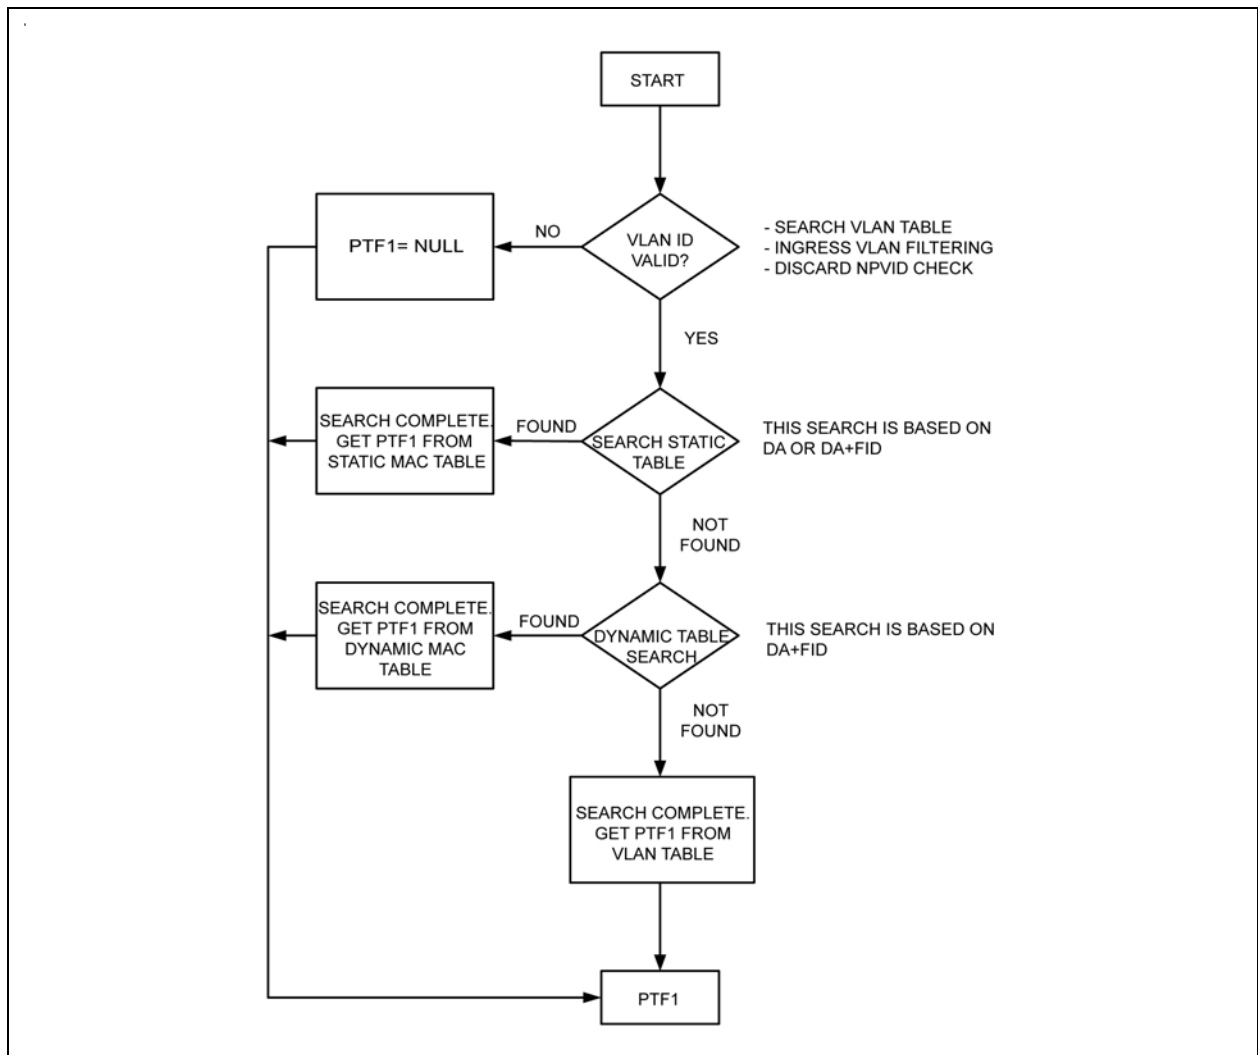 START
PTF1= NULL
NO
VLAN ID
VALID?
- SEARCH VLAN TABLE
- INGRESS VLAN FILTERING
- DISCARD NPVID CHECK
YES
SEARCH COMPLETE.
GET PTF1 FROM
STATIC MAC TABLE
FOUND
SEARCH STATIC
TABLE
THIS SEARCH IS BASED ON
DA OR DA+FID
NOT
FOUND
SEARCH COMPLETE.
GET PTF1 FROM
DYNAMIC MAC
TABLE
FOUND
DYNAMIC TABLE
SEARCH
THIS SEARCH IS BASED ON
DA+FID
NOT
FOUND
SEARCH COMPLETE.
GET PTF1 FROM
VLAN TABLE
PTF1